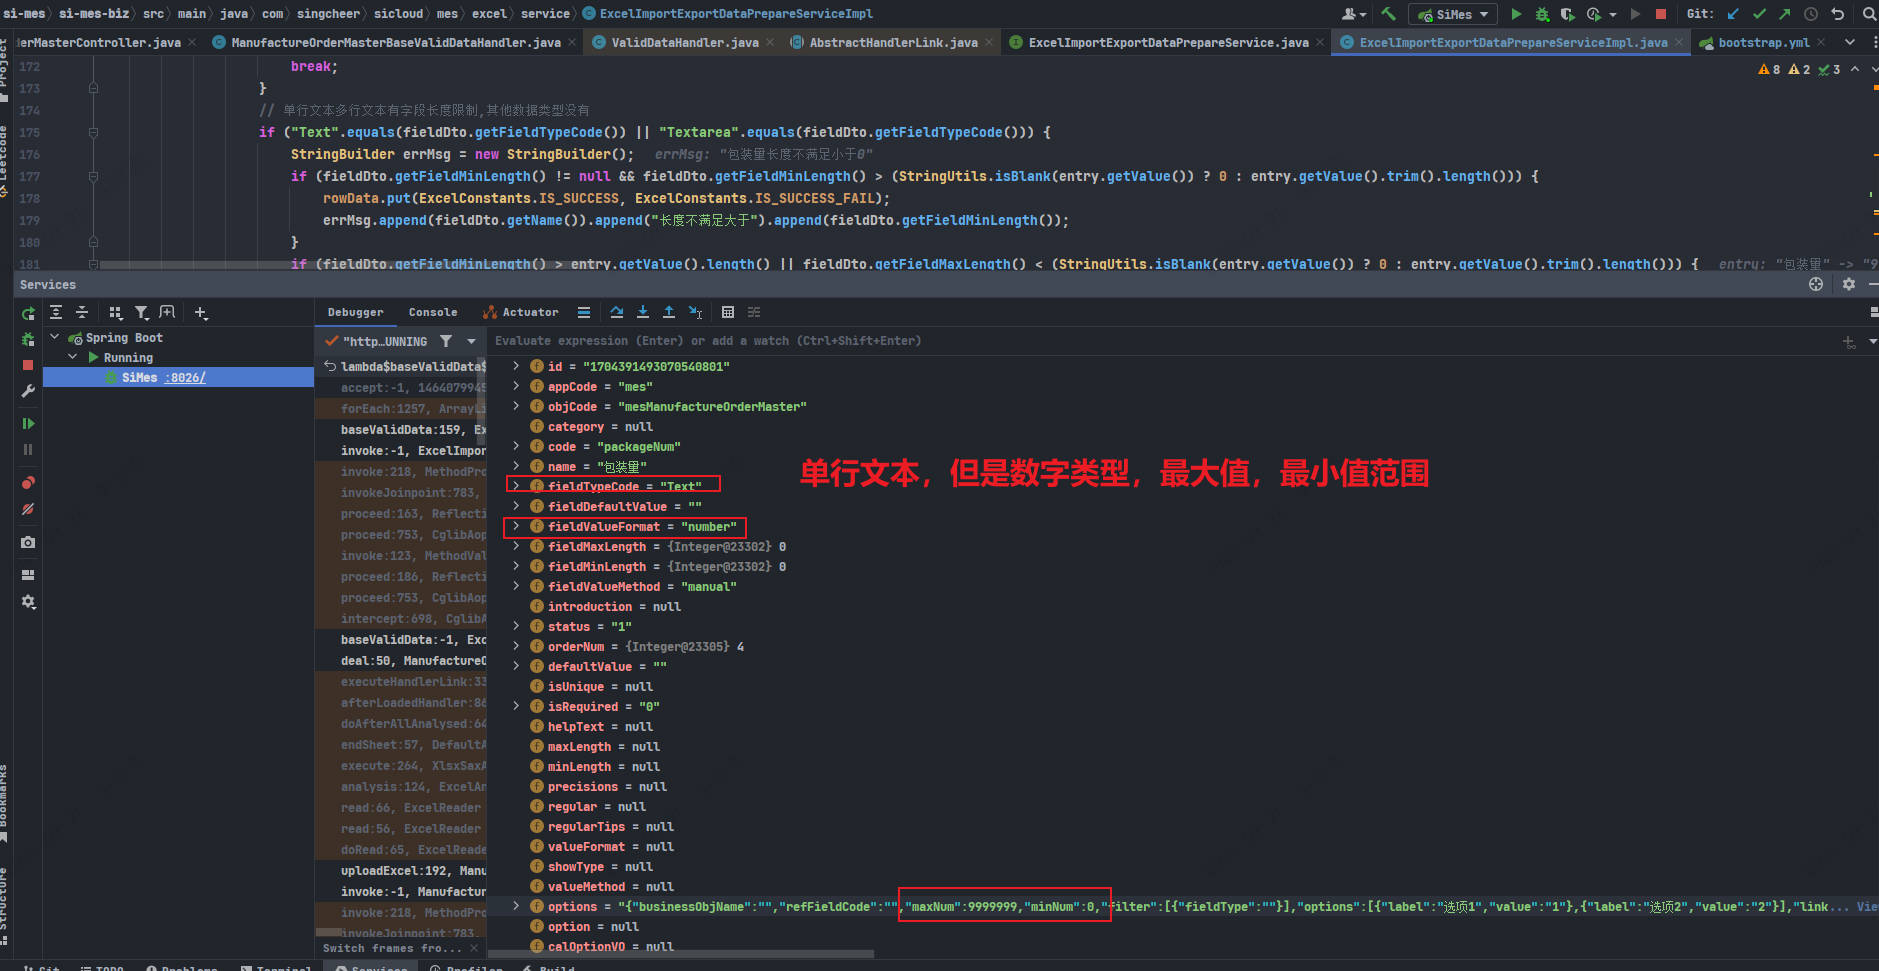 si-mes › si-mes-biz › src › main › java › com › singcheer › sicloud › mes › excel › service › ExcelImportExportDataPrepareServiceImpl
SiMes
Git:
erMasterController.java
ManufactureOrderMasterBaseValidDataHandler.java
ValidDataHandler.java
AbstractHandlerLink.java
ExcelImportExportDataPrepareService.java
ExcelImportExportDataPrepareServiceImpl.java
bootstrap.yml
8 2 3
172 break;
173 }
174 // 单行文本多行文本有字段长度限制,其他数据类型没有
175 if ("Text".equals(fieldDto.getFieldTypeCode()) || "Textarea".equals(fieldDto.getFieldTypeCode())) {
176 StringBuilder errMsg = new StringBuilder(); errMsg: "包装量长度不满足小于0"
177 if (fieldDto.getFieldMinLength() != null && fieldDto.getFieldMinLength() > (StringUtils.isBlank(entry.getValue()) ? 0 : entry.getValue().trim().length())) {
178 rowData.put(ExcelConstants.IS_SUCCESS, ExcelConstants.IS_SUCCESS_FAIL);
179 errMsg.append(fieldDto.getName()).append("长度不满足大于").append(fieldDto.getFieldMinLength());
180 }
181 if (fieldDto.getFieldMinLength() > entry.getValue().length() || fieldDto.getFieldMaxLength() < (StringUtils.isBlank(entry.getValue()) ? 0 : entry.getValue().trim().length())) { entry: "包装量" -> "9
Project
Leetcode
Bookmarks
Structure
Services
Debugger Console Actuator
Spring Boot
Running
SiMes :8026/
"http...UNNING
Evaluate expression (Enter) or add a watch (Ctrl+Shift+Enter)
lambda$baseValidData$
accept:-1, 1464079945
forEach:1257, ArrayLi
baseValidData:159, Ex
invoke:-1, ExcelImpor
invoke:218, MethodPro
invokeJoinpoint:783,
proceed:163, Reflecti
proceed:753, CglibAop
invoke:123, MethodVal
proceed:186, Reflecti
proceed:753, CglibAop
intercept:698, CglibA
baseValidData:-1, Exc
deal:50, ManufactureO
executeHandlerLink:33
afterLoadedHandler:86
doAfterAllAnalysed:64
endSheet:57, DefaultA
execute:264, XlsxSaxA
analysis:124, ExcelAn
read:66, ExcelReader
read:56, ExcelReader
doRead:65, ExcelReade
uploadExcel:192, Manu
invoke:-1, Manufactur
invoke:218, MethodPro
invokeJoinpoint:783,
Switch frames fro...
id = "1704391493070540801"
appCode = "mes"
objCode = "mesManufactureOrderMaster"
category = null
code = "packageNum"
name = "包装量"
fieldTypeCode = "Text"
fieldDefaultValue = ""
fieldValueFormat = "number"
fieldMaxLength = {Integer@23302} 0
fieldMinLength = {Integer@23302} 0
fieldValueMethod = "manual"
introduction = null
status = "1"
orderNum = {Integer@23305} 4
defaultValue = ""
isUnique = null
isRequired = "0"
helpText = null
maxLength = null
minLength = null
precisions = null
regular = null
regularTips = null
valueFormat = null
showType = null
valueMethod = null
options = "{"businessObjName":"","refFieldCode":"","maxNum":9999999,"minNum":0,"filter":[{"fieldType":""}],"options":[{"label":"选项1","value":"1"},{"label":"选项2","value":"2"}],"link... Vie
option = null
calOptionVO = null
单行文本，但是数字类型，最大值，最小值范围
Git TODO Problems Terminal Services Profiler Build